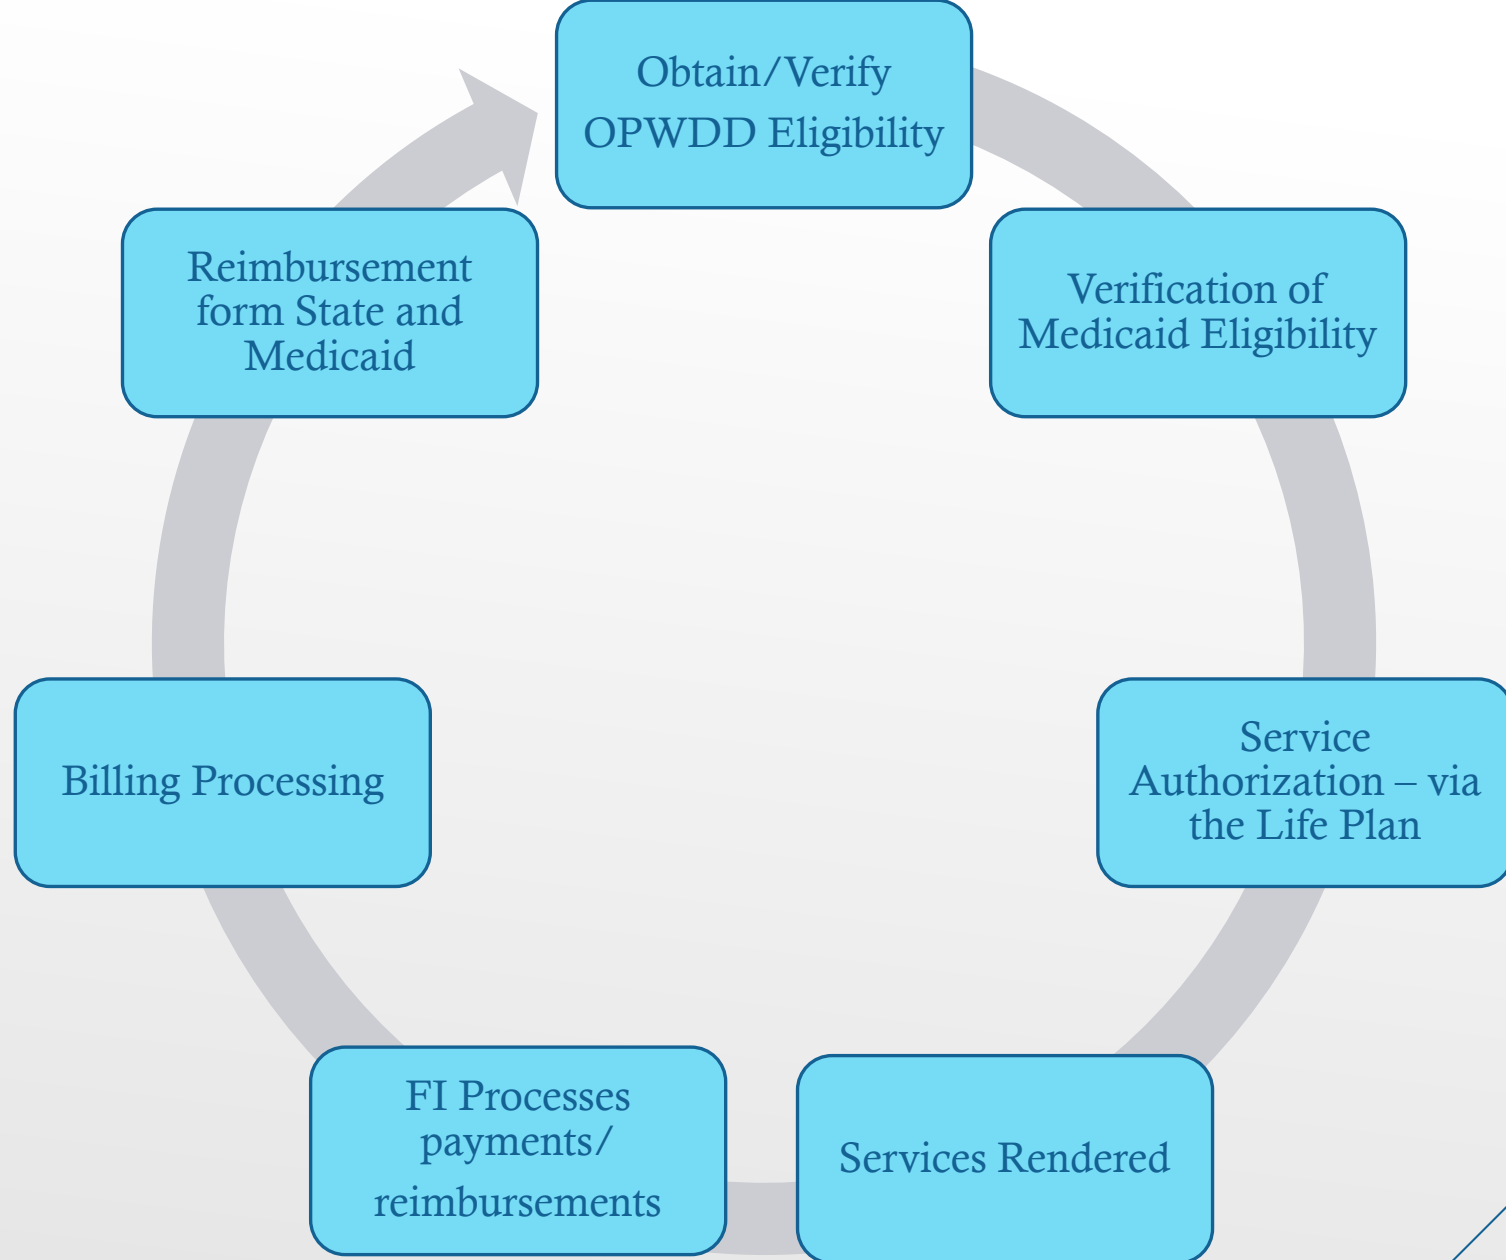 Obtain/Verify
OPWDD Eligibility
Verification of
Medicaid Eligibility
Service
Authorization – via
the Life Plan
Services Rendered
FI Processes
payments/
reimbursements
Billing Processing
Reimbursement
form State and
Medicaid